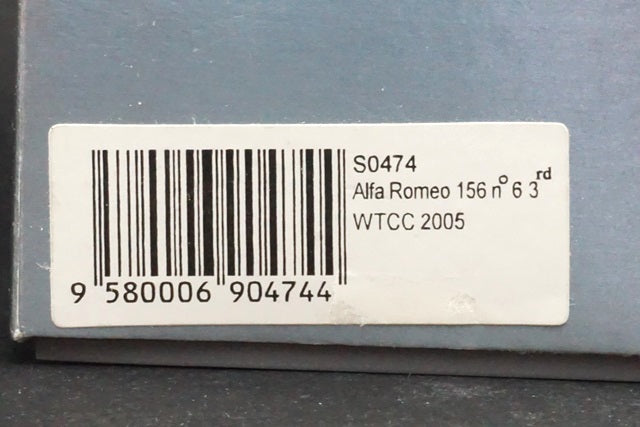 S0474
Alfa Romeo 156 n° 6 3rd
WTCC 2005
9 580006 904744